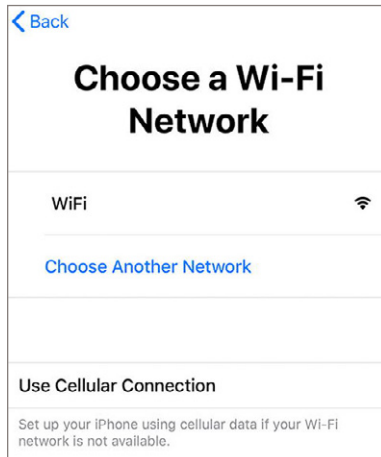 Back
Choose a Wi-Fi
Network
WiFi
Choose Another Network
Use Cellular Connection
Set up your iPhone using cellular data if your Wi-Fi
network is not available.